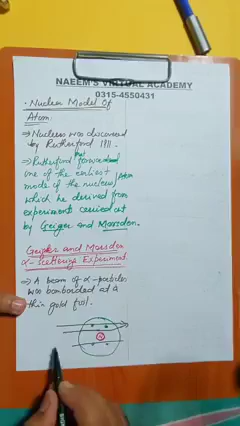 NAEEM'S VIRTUAL ACADEMY
0315-4550431
· Nuclear Model Of
Atom:
⇒ Nucleus was discovered
by Rutherford 1911.
⇒ Rutherford put forward
one of the earliest
model of the nuclear/Atom
which he derived from
experiments carried out
by Geiger and Marsden.
Geiger and Marsden
α-scattering Experiment
⇒ A beam of α-particles
was bombarded at a
thin gold foil.